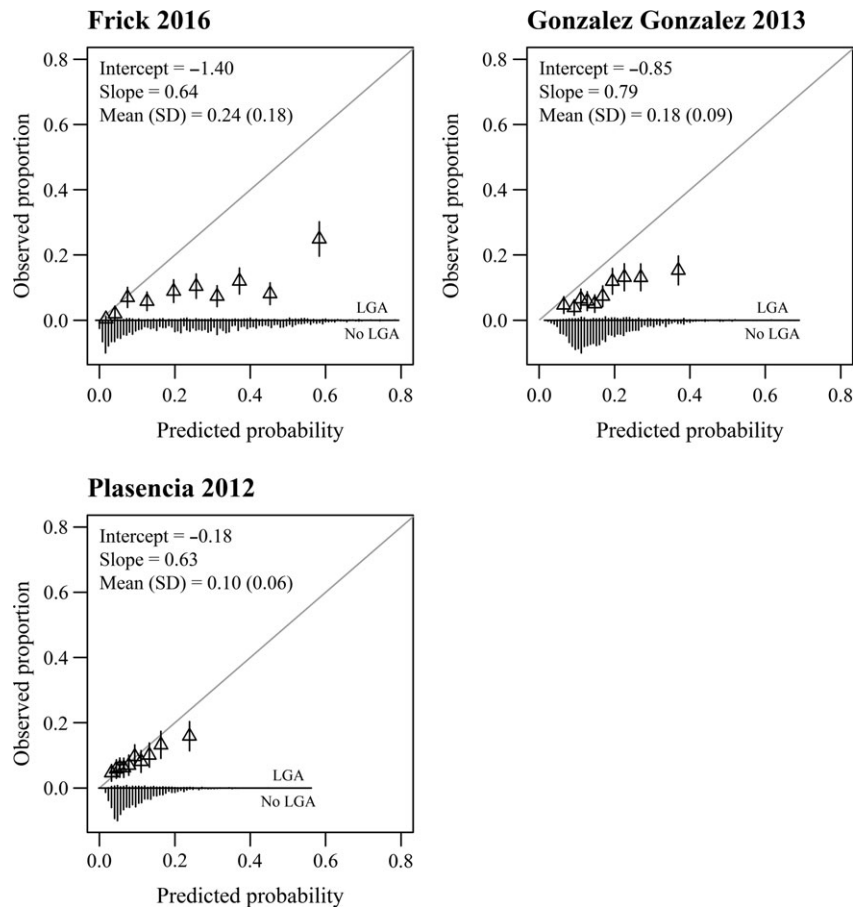 Frick 2016
Intercept = −1.40
Slope = 0.64
Mean (SD) = 0.24 (0.18)
Observed proportion
0.8
0.6
0.4
0.2
0.0
LGA
No LGA
0.0 0.2 0.4 0.6 0.8
Predicted probability
Gonzalez Gonzalez 2013
Intercept = −0.85
Slope = 0.79
Mean (SD) = 0.18 (0.09)
Observed proportion
0.8
0.6
0.4
0.2
0.0
LGA
No LGA
0.0 0.2 0.4 0.6 0.8
Predicted probability
Plasencia 2012
Intercept = −0.18
Slope = 0.63
Mean (SD) = 0.10 (0.06)
Observed proportion
0.8
0.6
0.4
0.2
0.0
LGA
No LGA
0.0 0.2 0.4 0.6 0.8
Predicted probability